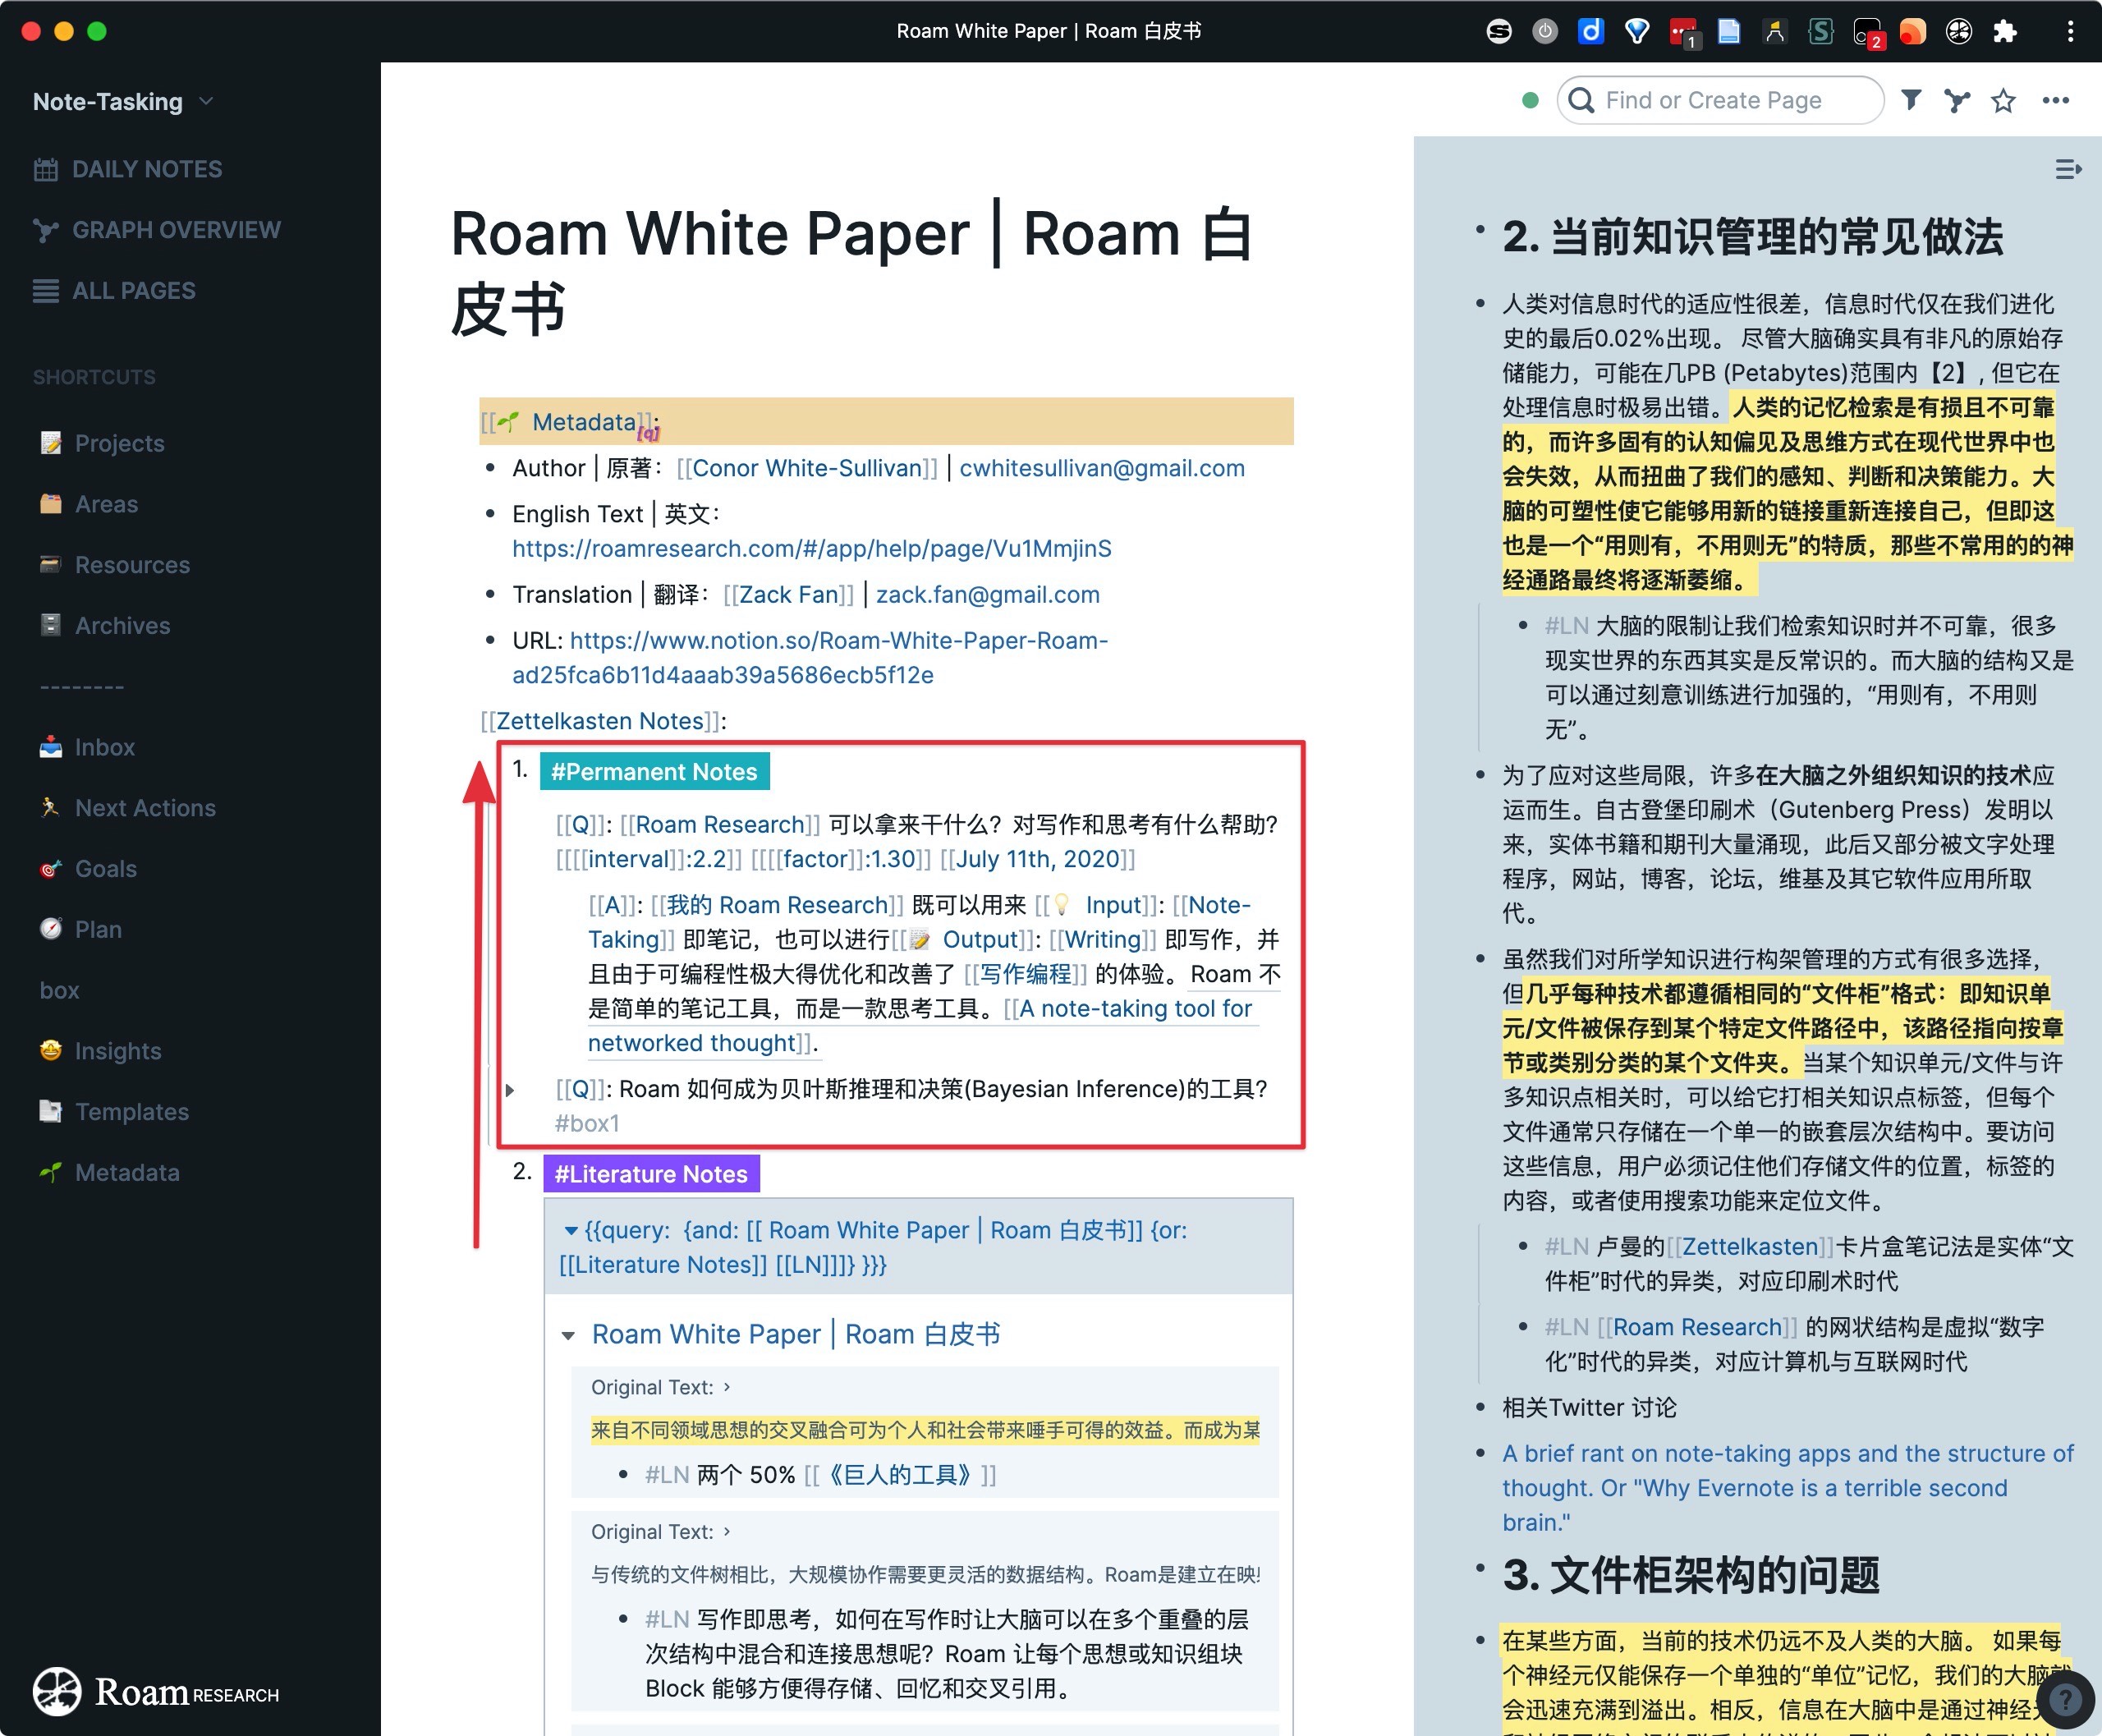 Roam White Paper | Roam 白皮书
1
2
Note-Tasking
DAILY NOTES
GRAPH OVERVIEW
ALL PAGES
SHORTCUTS
Projects
Areas
Resources
Archives
--------
Inbox
Next Actions
Goals
Plan
box
Insights
Templates
Metadata
Roam RESEARCH
Find or Create Page
Roam White Paper | Roam 白
皮书
[[🌱 Metadata]]:
[q]
Author | 原著：[[Conor White-Sullivan]] | cwhitesullivan@gmail.com
English Text | 英文：
https://roamresearch.com/#/app/help/page/Vu1MmjinS
Translation | 翻译：[[Zack Fan]] | zack.fan@gmail.com
URL: https://www.notion.so/Roam-White-Paper-Roam-
ad25fca6b11d4aaab39a5686ecb5f12e
[[Zettelkasten Notes]]:
1. #Permanent Notes
[[Q]]: [[Roam Research]] 可以拿来干什么？对写作和思考有什么帮助？
[[[[interval]]:2.2]] [[[[factor]]:1.30]] [[July 11th, 2020]]
[[A]]: [[我的 Roam Research]] 既可以用来 [[💡 Input]]: [[Note-
Taking]] 即笔记，也可以进行[[📝 Output]]: [[Writing]] 即写作，并
且由于可编程性极大得优化和改善了 [[写作编程]] 的体验。Roam 不
是简单的笔记工具，而是一款思考工具。[[A note-taking tool for
networked thought]].
[[Q]]: Roam 如何成为贝叶斯推理和决策(Bayesian Inference)的工具？
#box1
2. #Literature Notes
{{query: {and: [[ Roam White Paper | Roam 白皮书]] {or:
[[Literature Notes]] [[LN]]]} }}}
Roam White Paper | Roam 白皮书
Original Text: ›
来自不同领域思想的交叉融合可为个人和社会带来唾手可得的效益。而成为某
#LN 两个 50% [[《巨人的工具》]]
Original Text: ›
与传统的文件树相比，大规模协作需要更灵活的数据结构。Roam是建立在映
#LN 写作即思考，如何在写作时让大脑可以在多个重叠的层
次结构中混合和连接思想呢？Roam 让每个思想或知识组块
Block 能够方便得存储、回忆和交叉引用。
2. 当前知识管理的常见做法
人类对信息时代的适应性很差，信息时代仅在我们进化
史的最后0.02%出现。 尽管大脑确实具有非凡的原始存
储能力，可能在几PB (Petabytes)范围内【2】, 但它在
处理信息时极易出错。人类的记忆检索是有损且不可靠
的，而许多固有的认知偏见及思维方式在现代世界中也
会失效，从而扭曲了我们的感知、判断和决策能力。大
脑的可塑性使它能够用新的链接重新连接自己，但即这
也是一个“用则有，不用则无”的特质，那些不常用的的神
经通路最终将逐渐萎缩。
#LN 大脑的限制让我们检索知识时并不可靠，很多
现实世界的东西其实是反常识的。而大脑的结构又是
可以通过刻意训练进行加强的，“用则有，不用则
无”。
为了应对这些局限，许多在大脑之外组织知识的技术应
运而生。自古登堡印刷术（Gutenberg Press）发明以
来，实体书籍和期刊大量涌现，此后又部分被文字处理
程序，网站，博客，论坛，维基及其它软件应用所取
代。
虽然我们对所学知识进行构架管理的方式有很多选择，
但几乎每种技术都遵循相同的“文件柜”格式：即知识单
元/文件被保存到某个特定文件路径中，该路径指向按章
节或类别分类的某个文件夹。当某个知识单元/文件与许
多知识点相关时，可以给它打相关知识点标签，但每个
文件通常只存储在一个单一的嵌套层次结构中。要访问
这些信息，用户必须记住他们存储文件的位置，标签的
内容，或者使用搜索功能来定位文件。
#LN 卢曼的[[Zettelkasten]]卡片盒笔记法是实体“文
件柜”时代的异类，对应印刷术时代
#LN [[Roam Research]] 的网状结构是虚拟“数字
化”时代的异类，对应计算机与互联网时代
相关Twitter 讨论
A brief rant on note-taking apps and the structure of
thought. Or "Why Evernote is a terrible second
brain."
3. 文件柜架构的问题
在某些方面，当前的技术仍远不及人类的大脑。 如果每
个神经元仅能保存一个单独的“单位”记忆，我们的大脑就
会迅速充满到溢出。相反，信息在大脑中是通过神经元
?